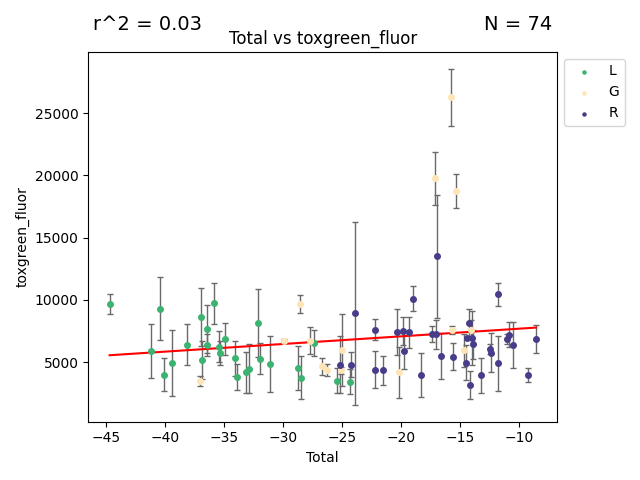 r^2 = 0.03
N = 74
Total vs toxgreen_fluor
L
G
R
25000
20000
15000
10000
5000
toxgreen_fluor
−45
−40
−35
−30
−25
−20
−15
−10
Total